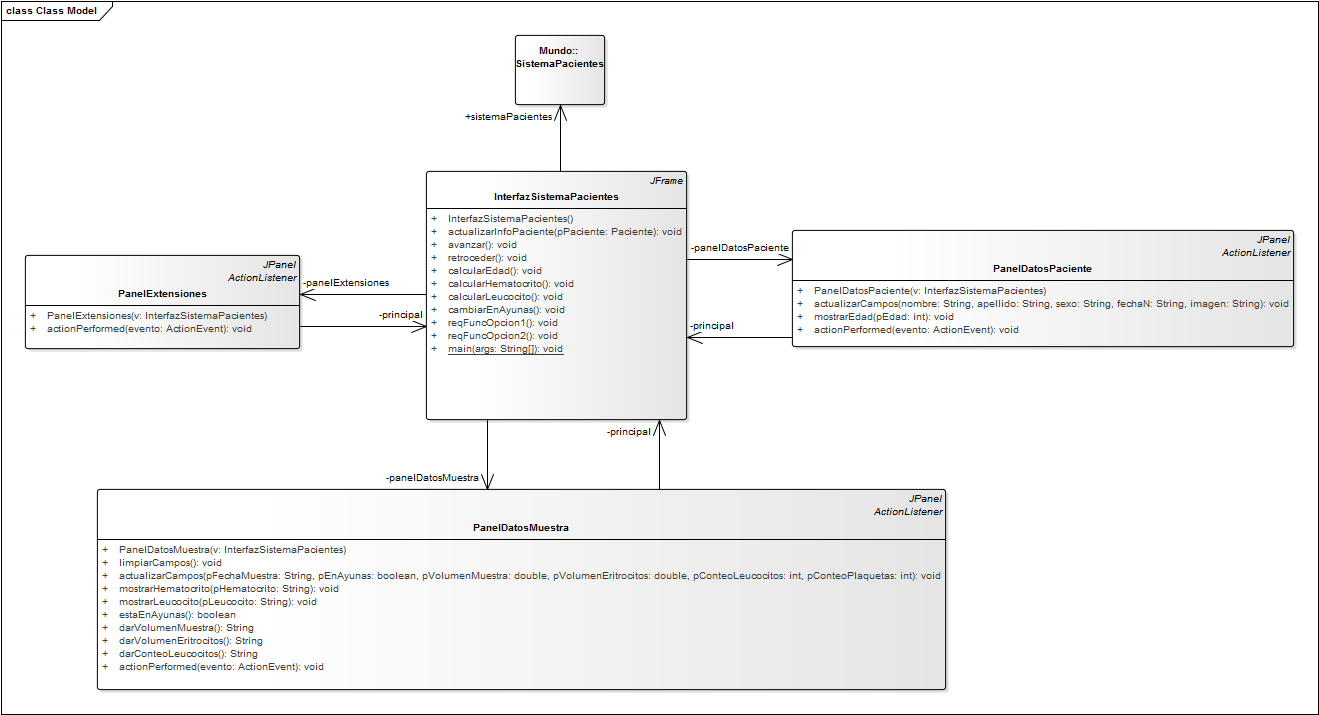 class Class Model
Mundo::
SistemaPacientes
+sistemaPacientes
JFrame
InterfazSistemaPacientes
+ InterfazSistemaPacientes()
+ actualizarInfoPaciente(pPaciente: Paciente): void
+ avanzar(): void
+ retroceder(): void
+ calcularEdad(): void
+ calcularHematocrito(): void
+ calcularLeucocito(): void
+ cambiarEnAyunas(): void
+ reqFuncOpcion1(): void
+ reqFuncOpcion2(): void
+ main(args: String[]): void
-panelDatosPaciente
-principal
JPanel
ActionListener
PanelDatosPaciente
+ PanelDatosPaciente(v: InterfazSistemaPacientes)
+ actualizarCampos(nombre: String, apellido: String, sexo: String, fechaN: String, imagen: String): void
+ mostrarEdad(pEdad: int): void
+ actionPerformed(evento: ActionEvent): void
JPanel
ActionListener
PanelExtensiones
+ PanelExtensiones(v: InterfazSistemaPacientes)
+ actionPerformed(evento: ActionEvent): void
-panelExtensiones
-principal
-principal
-panelDatosMuestra
JPanel
ActionListener
PanelDatosMuestra
+ PanelDatosMuestra(v: InterfazSistemaPacientes)
+ limpiarCampos(): void
+ actualizarCampos(pFechaMuestra: String, pEnAyunas: boolean, pVolumenMuestra: double, pVolumenEritrocitos: double, pConteoLeucocitos: int, pConteoPlaquetas: int): void
+ mostrarHematocrito(pHematocrito: String): void
+ mostrarLeucocito(pLeucocito: String): void
+ estaEnAyunas(): boolean
+ darVolumenMuestra(): String
+ darVolumenEritrocitos(): String
+ darConteoLeucocitos(): String
+ actionPerformed(evento: ActionEvent): void